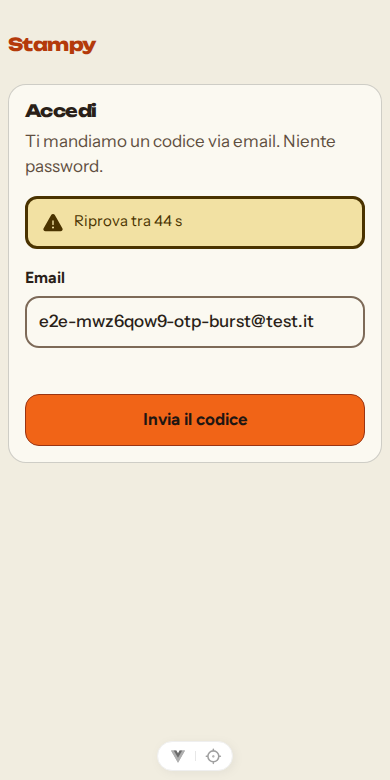 Stampy
Accedi
Ti mandiamo un codice via email. Niente
password.
Riprova tra 44 s
Email
e2e-mwz6qow9-otp-burst@test.it
Invia il codice